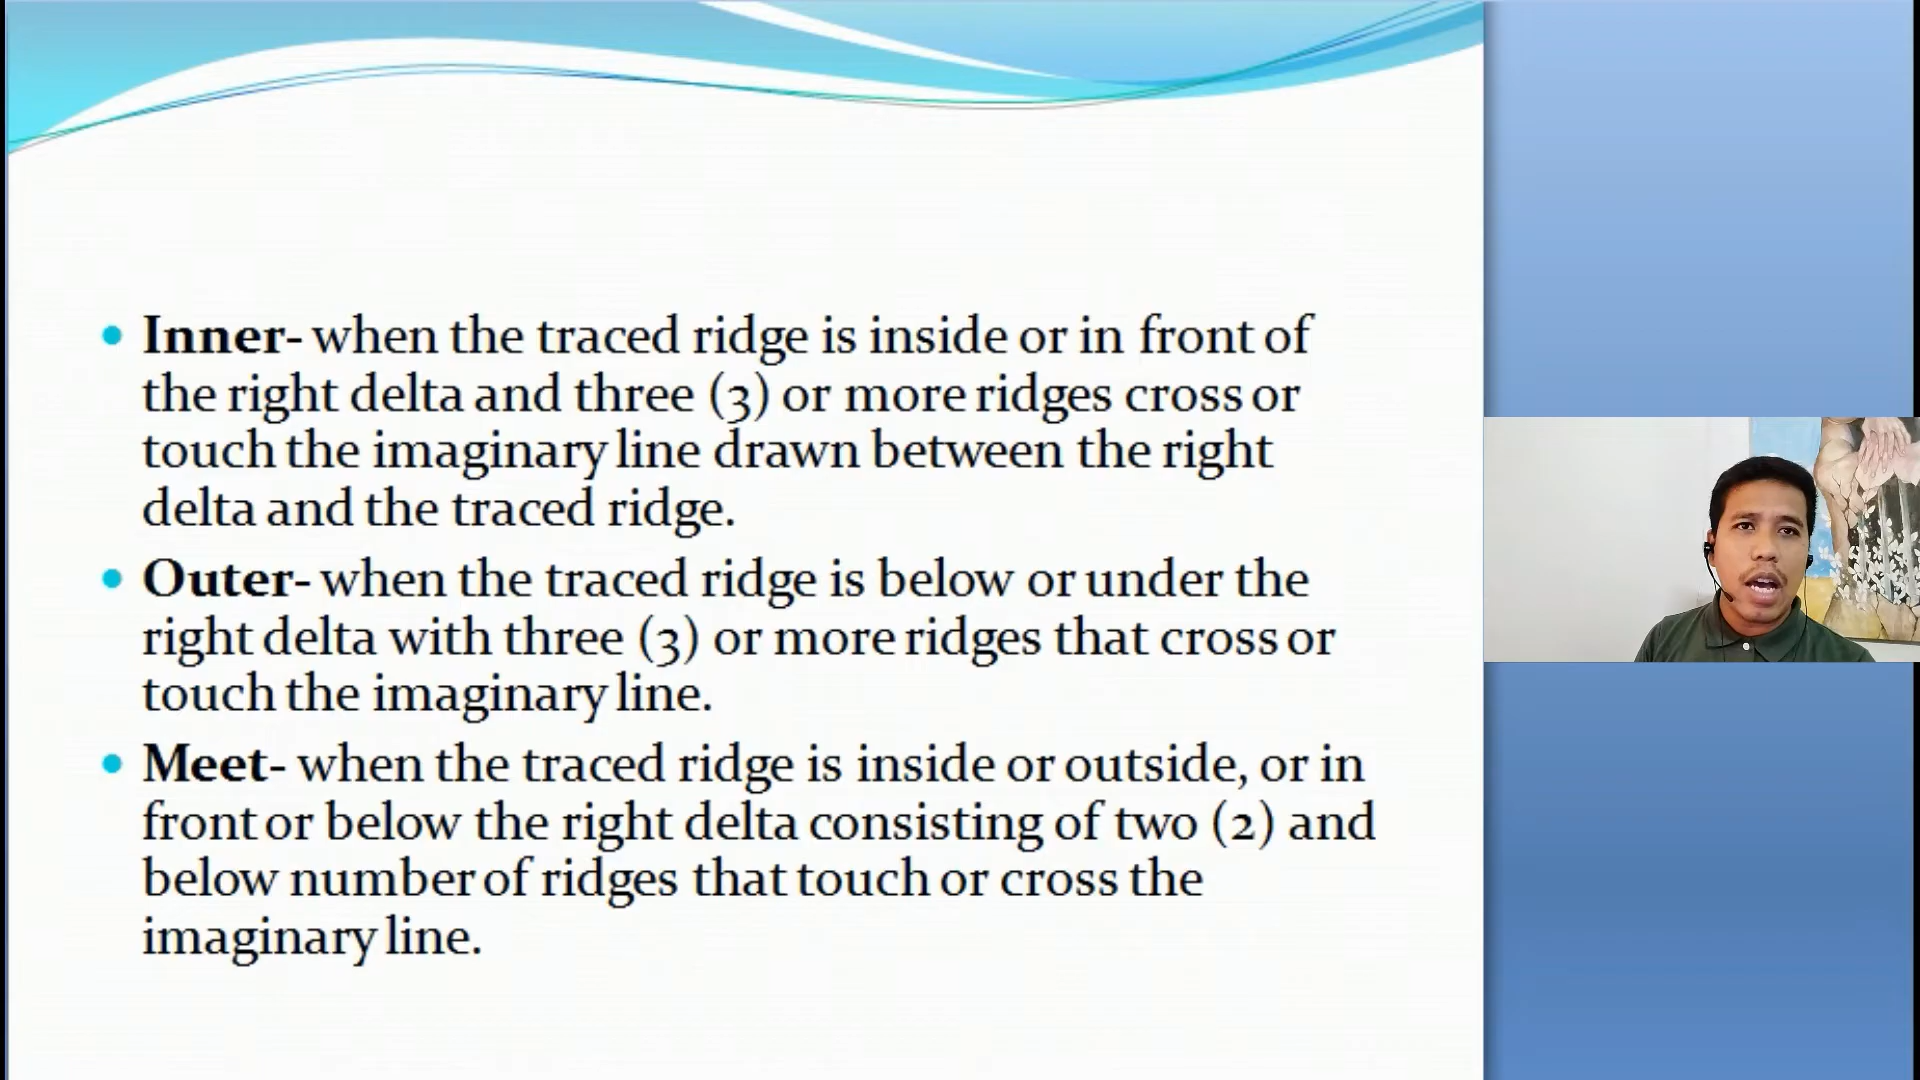 Inner- when the traced ridge is inside or in front of
the right delta and three (3) or more ridges cross or
touch the imaginary line drawn between the right
delta and the traced ridge.
Outer- when the traced ridge is below or under the
right delta with three (3) or more ridges that cross or
touch the imaginary line.
Meet- when the traced ridge is inside or outside, or in
front or below the right delta consisting of two (2) and
below number of ridges that touch or cross the
imaginary line.